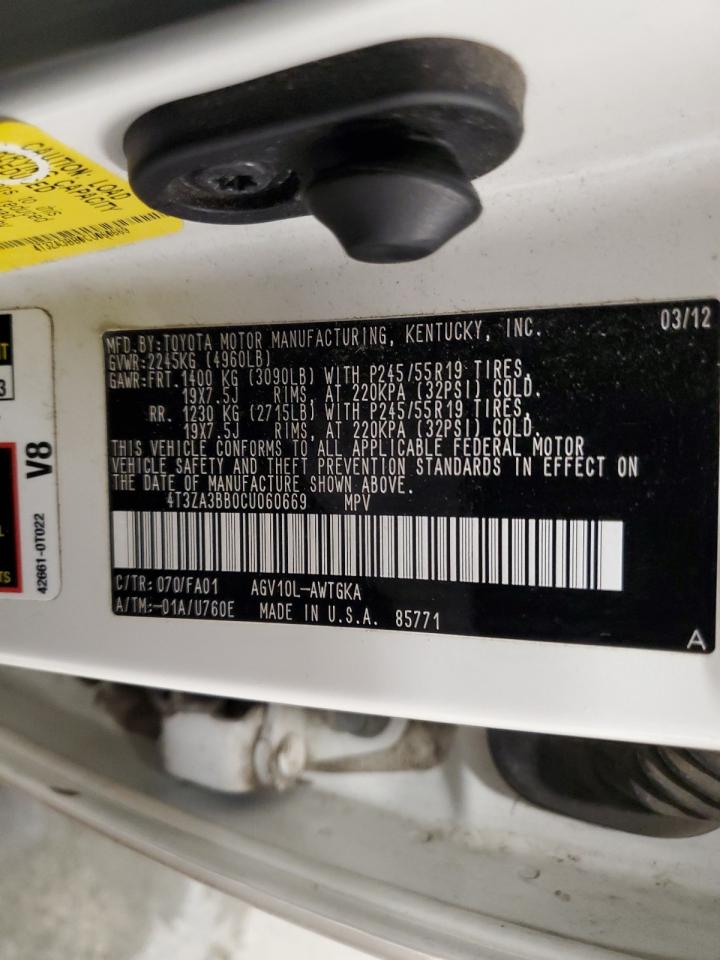 CAUTION: LOAD
CAPACITY
4T3ZA3BB0CU060669
V8
42661-0T022
MFD.BY:TOYOTA MOTOR MANUFACTURING, KENTUCKY, INC. 03/12
GVWR:2245KG (4960LB)
GAWR:FRT.1400 KG (3090LB) WITH P245/55R19 TIRES,
19X7.5J RIMS, AT 220KPA (32PSI) COLD.
RR. 1230 KG (2715LB) WITH P245/55R19 TIRES,
19X7.5J RIMS, AT 220KPA (32PSI) COLD.
THIS VEHICLE CONFORMS TO ALL APPLICABLE FEDERAL MOTOR
VEHICLE SAFETY AND THEFT PREVENTION STANDARDS IN EFFECT ON
THE DATE OF MANUFACTURE SHOWN ABOVE.
4T3ZA3BB0CU060669 MPV
C/TR: 070/FA01 AGV10L-AWTGKA
A/TM:-01A/U760E MADE IN U.S.A. 85771
A